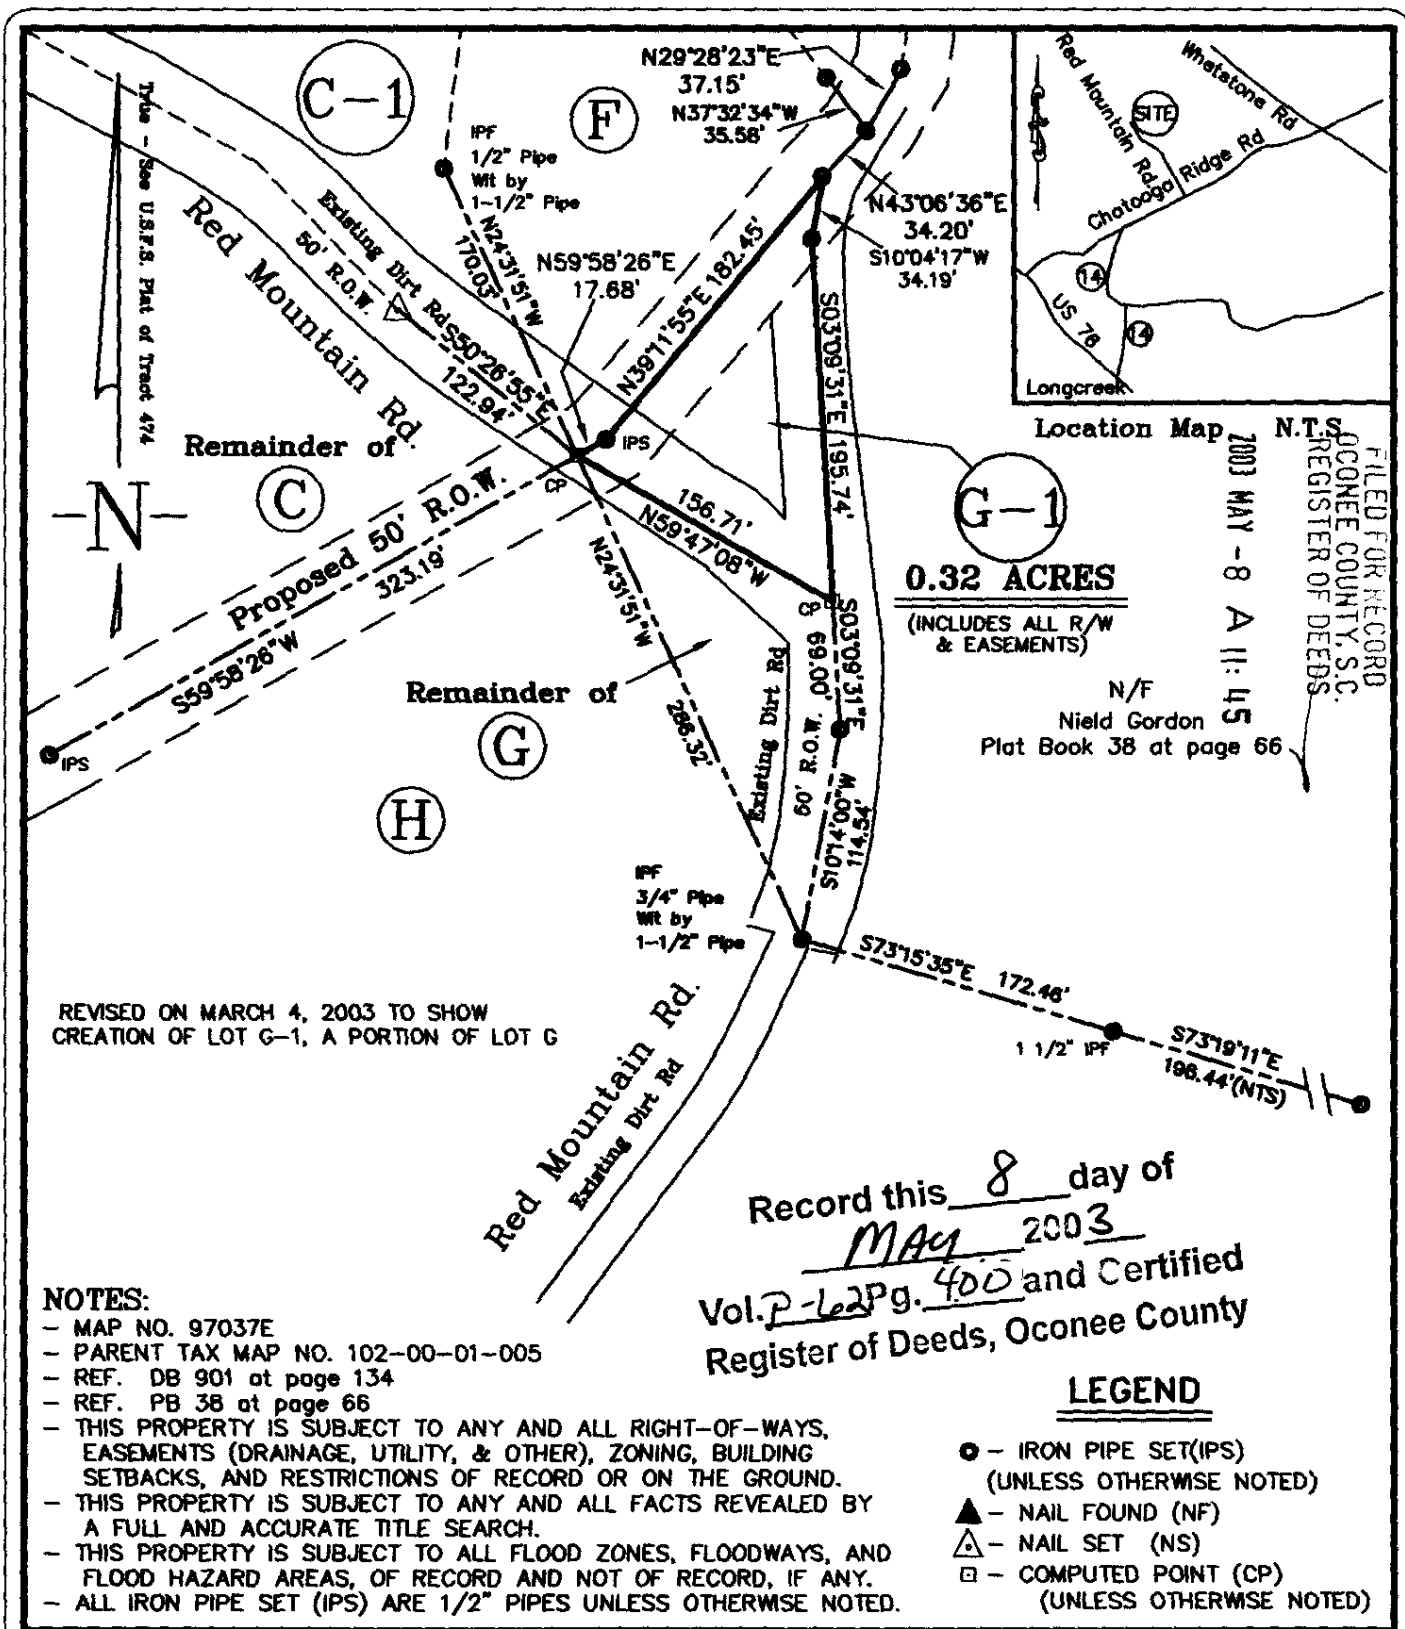 C-1
F
True - See U.S.F.S. Plat of Tract 474
N
IPF
1/2" Pipe
Wit by
1-1/2" Pipe
N29°28'23"E
37.15'
N37°32'34"W
35.58'
N43°06'36"E
34.20'
S10°04'17"W
34.19'
Existing Dirt Rd
50' R.O.W.
Red Mountain Rd.
N24°31'51"W
170.03'
N59°58'26"E
17.68'
N39°11'55"E 182.45'
S50°26'55"E
122.94'
S03°09'31"E 195.74'
IPS
CP
Remainder of
C
Proposed 50' R.O.W.
323.19'
S59°58'26"W
IPS
156.71'
N59°47'08"W
CP
N24°31'51"W
286.32'
S03°09'31"E
69.00'
60' R.O.W.
Existing Dirt Rd
S10°14'00"W
114.54'
Remainder of
G
H
G-1
0.32 ACRES
(INCLUDES ALL R/W
& EASEMENTS)
Red Mountain Rd.
SITE
Whetstone Rd
Chatooga Ridge Rd
14
US 76
14
Longcreek
Location Map N.T.S.
FILED FOR RECORD
OCONEE COUNTY, S.C.
REGISTER OF DEEDS
2003 MAY -8 A 11: 45
N/F
Nield Gordon
Plat Book 38 at page 66
IPF
3/4" Pipe
Wit by
1-1/2" Pipe
S73°15'35"E 172.46'
1 1/2" IPF
S73°19'11"E
196.44'(NTS)
REVISED ON MARCH 4, 2003 TO SHOW
CREATION OF LOT G-1, A PORTION OF LOT G
Red Mountain Rd.
Existing Dirt Rd
Record this 8 day of
MAY 2003
Vol. P-62 Pg. 400 and Certified
Register of Deeds, Oconee County
NOTES:
- MAP NO. 97037E
- PARENT TAX MAP NO. 102-00-01-005
- REF. DB 901 at page 134
- REF. PB 38 at page 66
- THIS PROPERTY IS SUBJECT TO ANY AND ALL RIGHT-OF-WAYS,
EASEMENTS (DRAINAGE, UTILITY, & OTHER), ZONING, BUILDING
SETBACKS, AND RESTRICTIONS OF RECORD OR ON THE GROUND.
- THIS PROPERTY IS SUBJECT TO ANY AND ALL FACTS REVEALED BY
A FULL AND ACCURATE TITLE SEARCH.
- THIS PROPERTY IS SUBJECT TO ALL FLOOD ZONES, FLOODWAYS, AND
FLOOD HAZARD AREAS, OF RECORD AND NOT OF RECORD, IF ANY.
- ALL IRON PIPE SET (IPS) ARE 1/2" PIPES UNLESS OTHERWISE NOTED.
LEGEND
- IRON PIPE SET(IPS)
(UNLESS OTHERWISE NOTED)
- NAIL FOUND (NF)
- NAIL SET (NS)
- COMPUTED POINT (CP)
(UNLESS OTHERWISE NOTED)